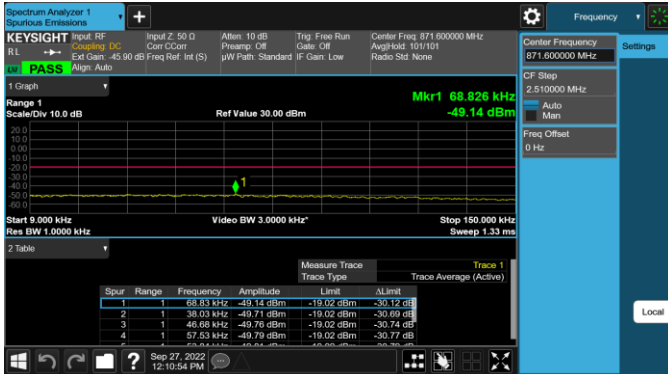 Spectrum Analyzer 1
Spurious Emissions
Frequency
KEYSIGHT
Input: RF
Coupling: DC
Ext Gain: -45.90 dB
Align: Auto
Input Z: 50 Ω
Corr CCorr
Freq Ref: Int (S)
Atten: 10 dB
Preamp: Off
µW Path: Standard
Trig: Free Run
Gate: Off
IF Gain: Low
Center Freq: 871.600000 MHz
Avg|Hold: 101/101
Radio Std: None
R L
PASS
Center Frequency
871.600000 MHz
Settings
CF Step
2.510000 MHz
Auto
Man
Freq Offset
0 Hz
1 Graph
Range 1
Scale/Div 10.0 dB
Ref Value 30.00 dBm
Mkr1 68.826 kHz
-49.14 dBm
20.0
10.0
0.00
-10.0
-20.0
-30.0
-40.0
-50.0
-60.0
1
Start 9.000 kHz
Video BW 3.0000 kHz*
Stop 150.000 kHz
Res BW 1.0000 kHz
Sweep 1.33 ms
2 Table
Measure Trace Trace 1
Trace Type Trace Average (Active)
Spur Range Frequency Amplitude Limit ΔLimit
1 1 68.83 kHz -49.14 dBm -19.02 dBm -30.12 dB
2 1 38.03 kHz -49.71 dBm -19.02 dBm -30.69 dB
3 1 46.68 kHz -49.76 dBm -19.02 dBm -30.74 dB
4 1 57.53 kHz -49.79 dBm -19.02 dBm -30.77 dB
Local
Sep 27, 2022
12:10:54 PM